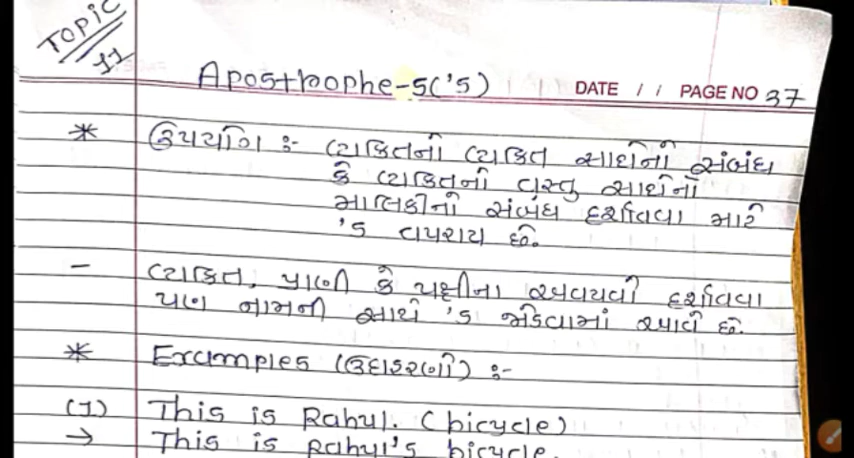 TOPIC 11
Apostrophe-s('s)
DATE / / PAGE NO 37
* ઉપયોગ :- વ્યક્તિનો વ્યક્તિ સાથેનો સંબંધ
કે વ્યક્તિનો વસ્તુ સાથેનો
માલિકીનો સંબંધ દર્શાવવા માટે
's વપરાય છે.
- વ્યક્તિ, પ્રાણી કે પક્ષીના અવયવો દર્શાવવા
પણ નામની સાથે 's જોડવામાં આવે છે.
* Examples (ઉદાહરણો) :-
(1) This is Rahul. (bicycle)
→ This is Rahul's bicycle.